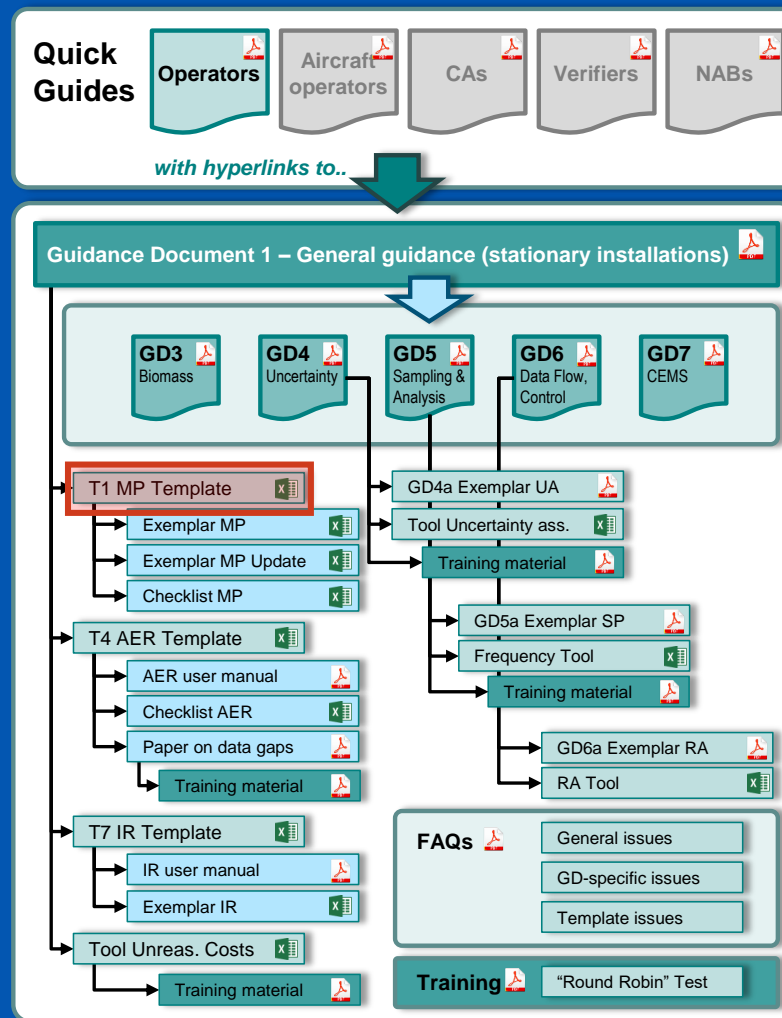 Quick
Guides
Operators
Aircraft
operators
CAs
Verifiers
NABs
with hyperlinks to..
Guidance Document 1 – General guidance (stationary installations)
GD3
Biomass
GD4
Uncertainty
GD5
Sampling &
Analysis
GD6
Data Flow,
Control
GD7
CEMS
T1 MP Template
Exemplar MP
Exemplar MP Update
Checklist MP
T4 AER Template
AER user manual
Checklist AER
Paper on data gaps
Training material
T7 IR Template
IR user manual
Exemplar IR
Tool Unreas. Costs
Training material
GD4a Exemplar UA
Tool Uncertainty ass.
Training material
GD5a Exemplar SP
Frequency Tool
Training material
GD6a Exemplar RA
RA Tool
FAQs
General issues
GD-specific issues
Template issues
Training
“Round Robin” Test